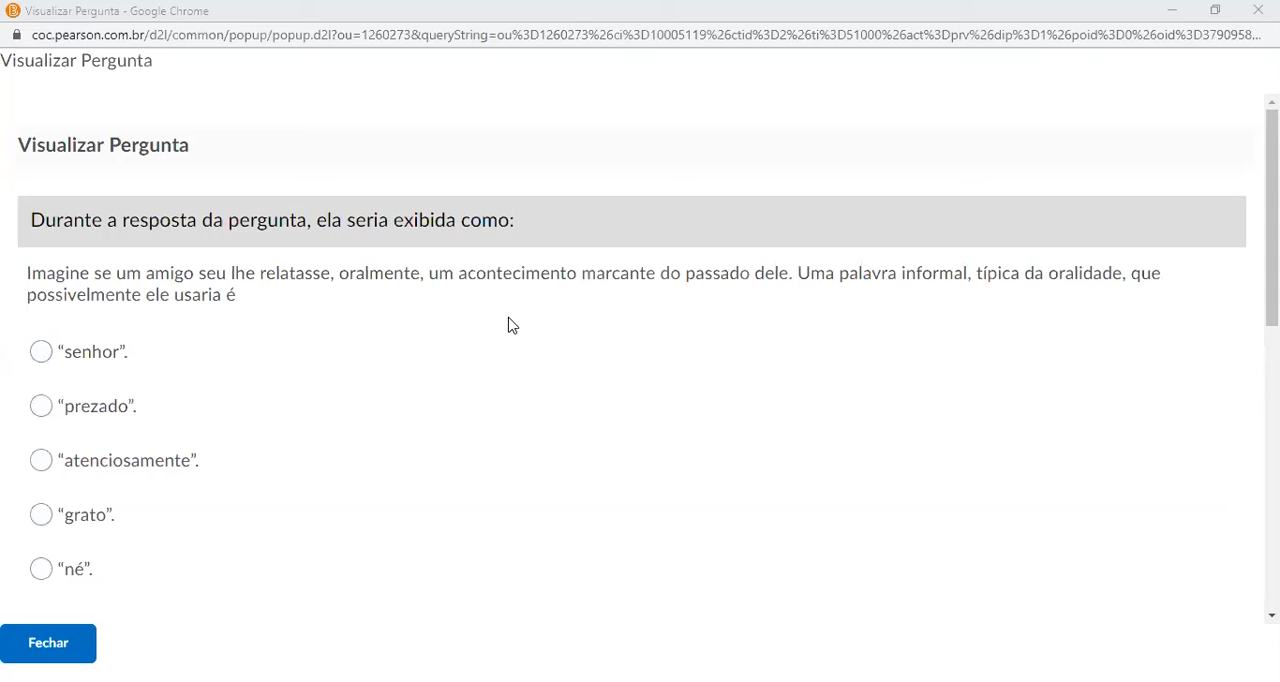 Visualizar Pergunta - Google Chrome
coc.pearson.com.br/d2l/common/popup/popup.d2l?ou=1260273&queryString=ou%3D1260273%26ci%3D10005119%26ctid%3D2%26ti%3D51000%26act%3Dprv%26dip%3D1%26poid%3D0%26oid%3D3790958...
Visualizar Pergunta
Visualizar Pergunta
Durante a resposta da pergunta, ela seria exibida como:
Imagine se um amigo seu lhe relatasse, oralmente, um acontecimento marcante do passado dele. Uma palavra informal, típica da oralidade, que
possivelmente ele usaria é
“senhor”.
“prezado”.
“atenciosamente”.
“grato”.
“né”.
Fechar